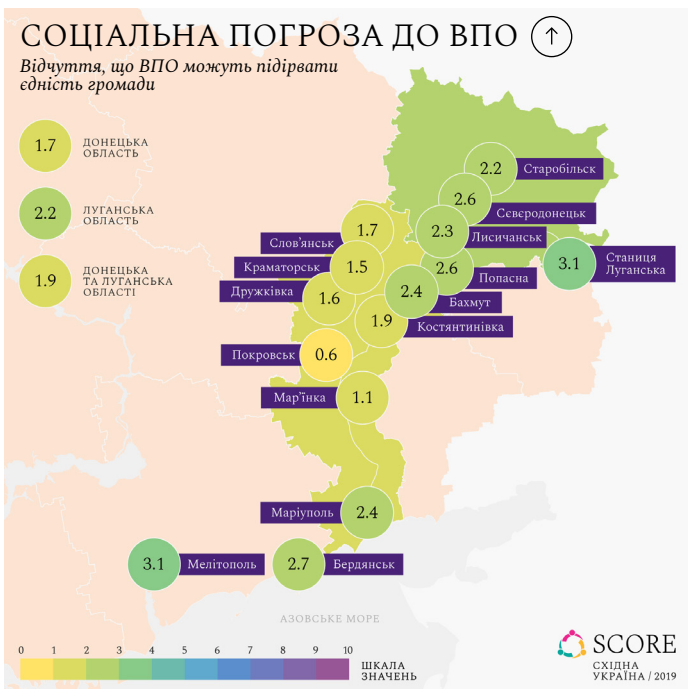 СОЦІАЛЬНА ПОГРОЗА ДО ВПО
Відчуття, що ВПО можуть підірвати
єдність громади
1.7
ДОНЕЦЬКА
ОБЛАСТЬ
2.2
ЛУГАНСЬКА
ОБЛАСТЬ
1.9
ДОНЕЦЬКА
ТА ЛУГАНСЬКА
ОБЛАСТІ
2.2 Старобільск
2.6 Сєвєродонецьк
Слов'янськ 1.7
2.3 Лисичанськ
Краматорськ 1.5
2.6 Попасна
3.1 Станиця
Луганська
Дружківка 1.6
2.4 Бахмут
1.9 Костянтинівка
Покровськ 0.6
Мар'їнка 1.1
Маріуполь 2.4
3.1 Мелітополь
2.7 Бердянськ
АЗОВСЬКЕ МОРЕ
0 1 2 3 4 5 6 7 8 9 10
ШКАЛА
ЗНАЧЕНЬ
SCORE
СХІДНА
УКРАЇНА / 2019